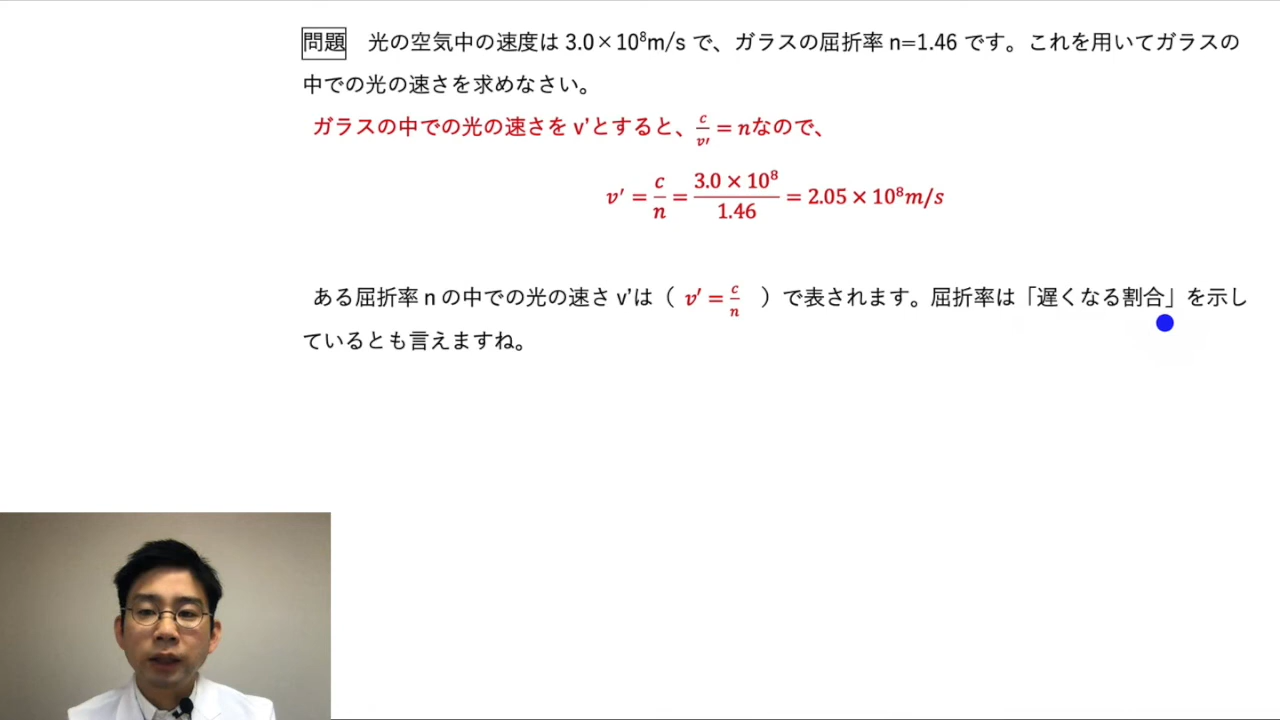 問題　光の空気中の速度は 3.0×10⁸m/s で、ガラスの屈折率 n=1.46 です。これを用いてガラスの
中での光の速さを求めなさい。
ガラスの中での光の速さを v'とすると、c/v′ = n なので、
v′ = c/n = 3.0 × 10⁸/1.46 = 2.05 × 10⁸m/s
ある屈折率 n の中での光の速さ v'は（ v′ = c/n ）で表されます。屈折率は「遅くなる割合」を示し
ているとも言えますね。